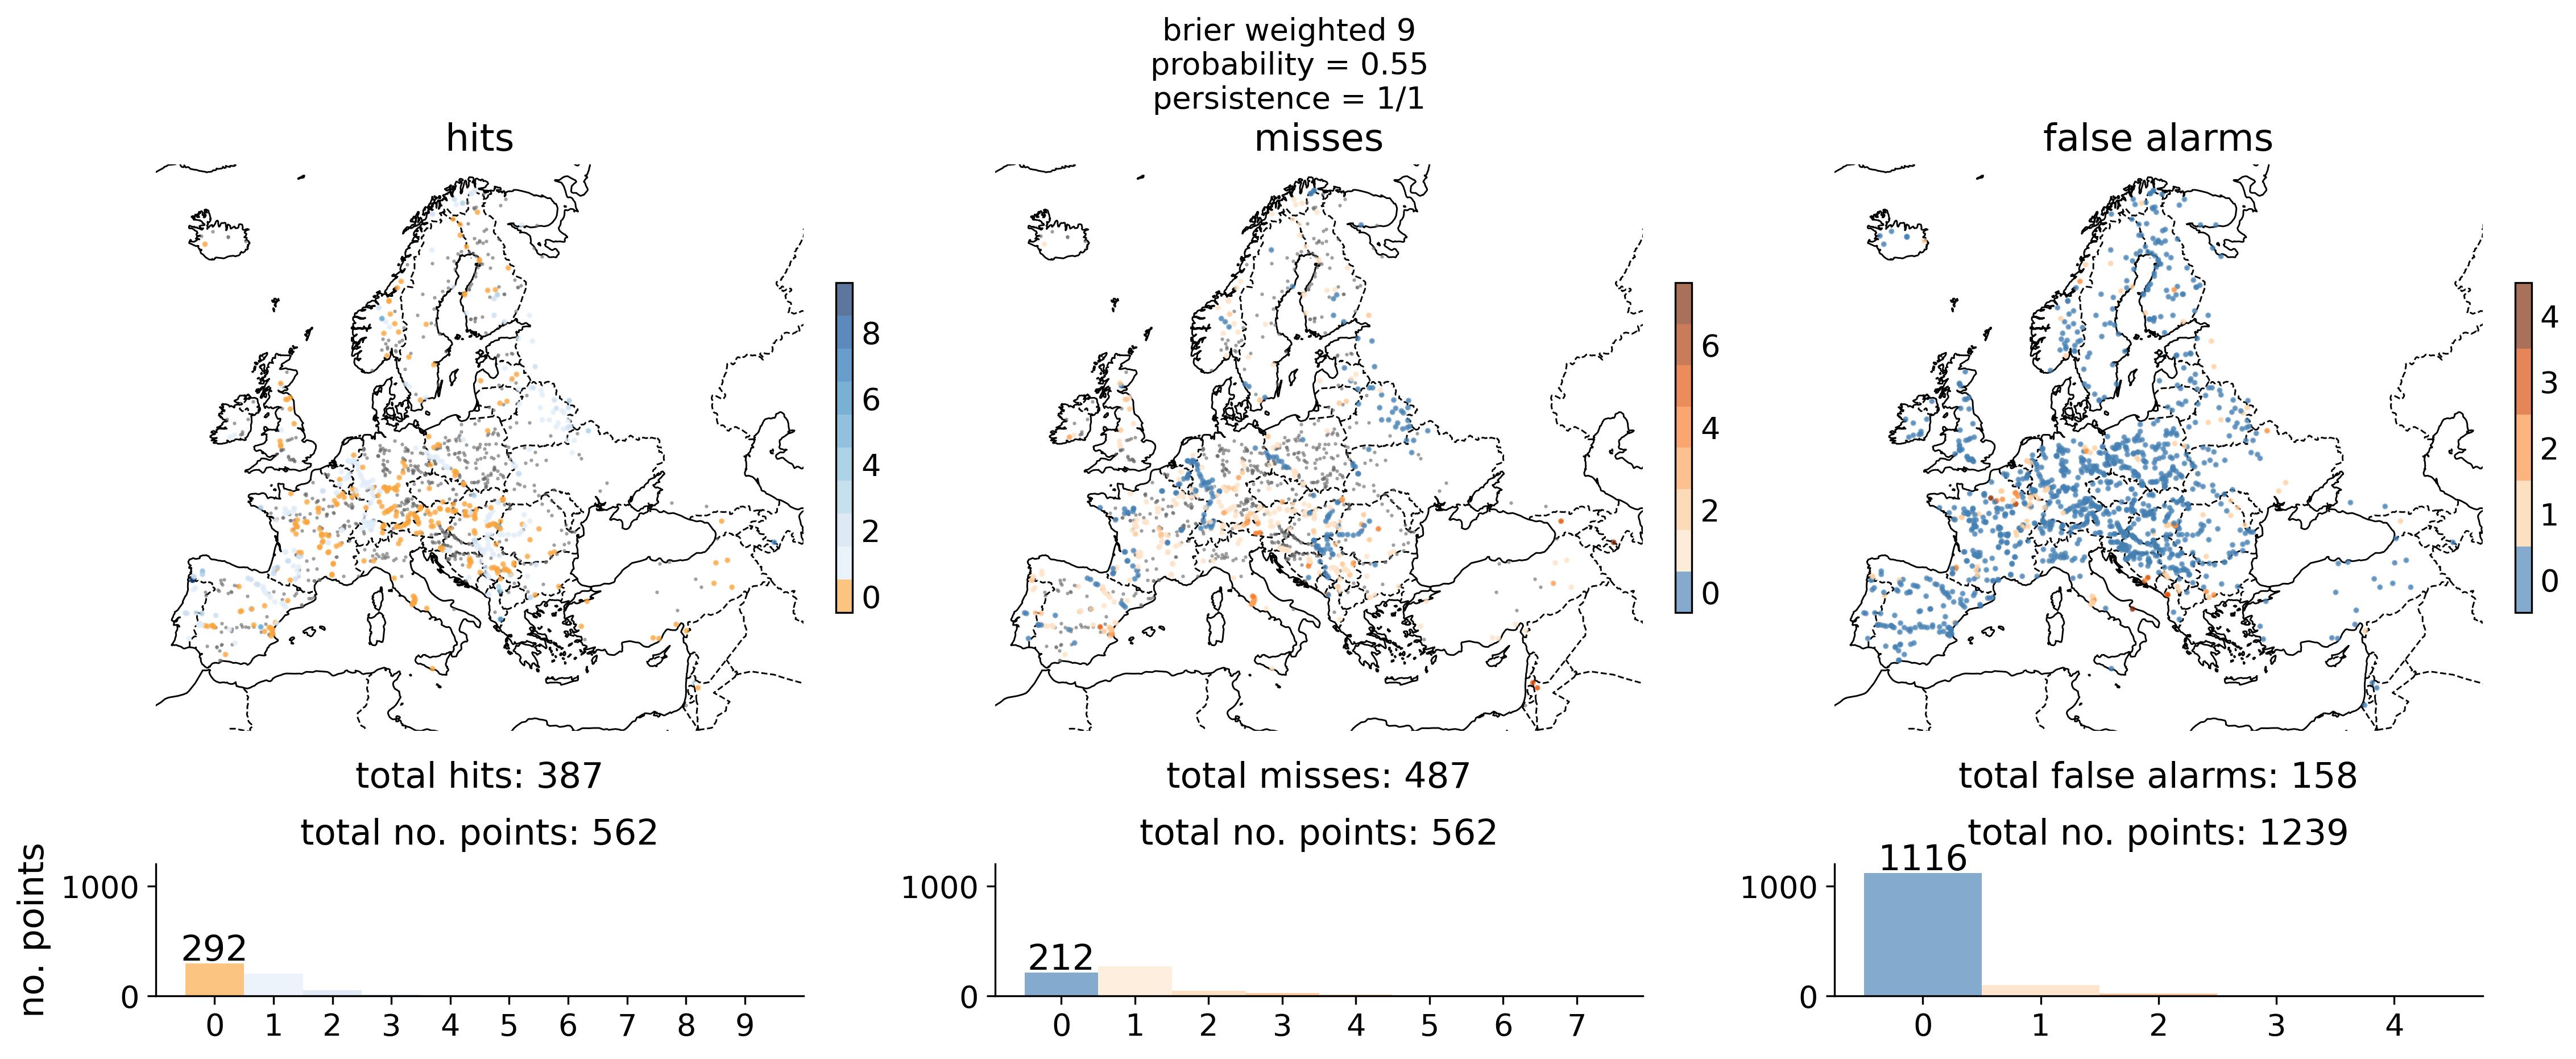 brier weighted 9
probability = 0.55
persistence = 1/1
hits
misses
false alarms
8
6
4
2
0
6
4
2
0
4
3
2
1
0
total hits: 387
total misses: 487
total false alarms: 158
total no. points: 562
total no. points: 562
total no. points: 1239
no. points
1000
0
292
0 1 2 3 4 5 6 7 8 9
1000
0
212
0 1 2 3 4 5 6 7
1000
0
1116
0 1 2 3 4